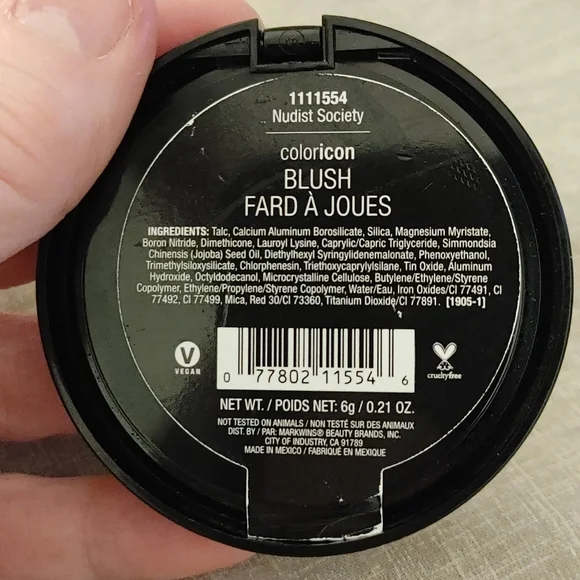 1111554
Nudist Society
coloricon
BLUSH
FARD À JOUES
INGREDIENTS: Talc, Calcium Aluminum Borosilicate, Silica, Magnesium Myristate,
Boron Nitride, Dimethicone, Lauroyl Lysine, Caprylic/Capric Triglyceride, Simmondsia
Chinensis (Jojoba) Seed Oil, Diethylhexyl Syringylidenemalonate, Phenoxyethanol,
Trimethylsiloxysilicate, Chlorphenesin, Triethoxycaprylylsilane, Tin Oxide, Aluminum
Hydroxide, Octyldodecanol, Microcrystalline Cellulose, Butylene/Ethylene/Styrene
Copolymer, Ethylene/Propylene/Styrene Copolymer, Water/Eau, Iron Oxides/CI 77491, CI
77492, CI 77499, Mica, Red 30/CI 73360, Titanium Dioxide/CI 77891. [1905-1]
V
VEGAN
0 77802 11554 6
crueltyfree
NET WT. / POIDS NET: 6g / 0.21 OZ.
NOT TESTED ON ANIMALS / NON TESTÉ SUR DES ANIMAUX
DIST. BY / PAR: MARKWINS® BEAUTY BRANDS, INC.
CITY OF INDUSTRY, CA 91789
MADE IN MEXICO / FABRIQUÉ EN MEXIQUE